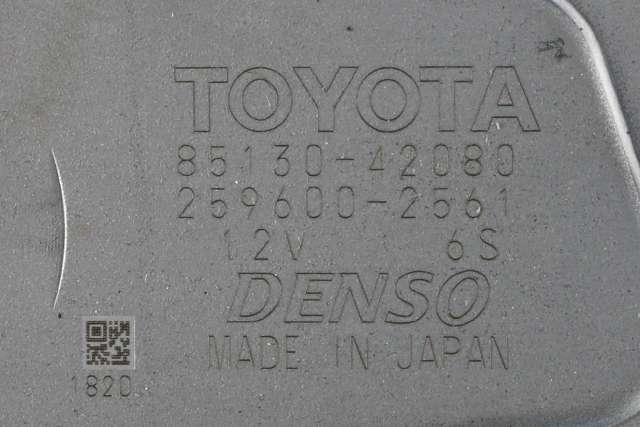 TOYOTA
85130-42080
259600-2561
12V 6S
DENSO
MADE IN JAPAN
1820